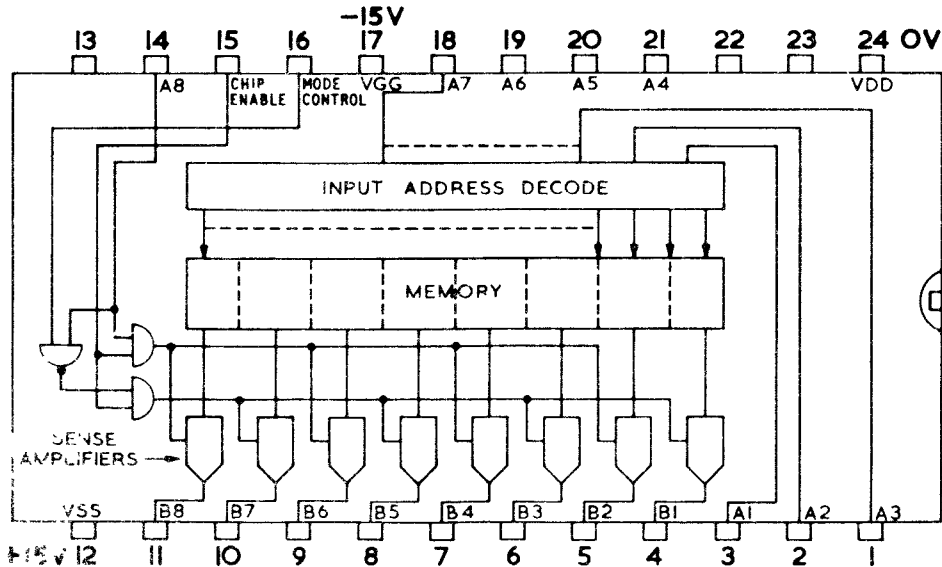 -15V
13 14 15 16 17 18 19 20 21 22 23 24 0V
A8 CHIP ENABLE MODE CONTROL VGG A7 A6 A5 A4 VDD
INPUT ADDRESS DECODE
MEMORY
SENSE
AMPLIFIERS
VSS B8 B7 B6 B5 B4 B3 B2 B1 A1 A2 A3
+15V 12 11 10 9 8 7 6 5 4 3 2 1